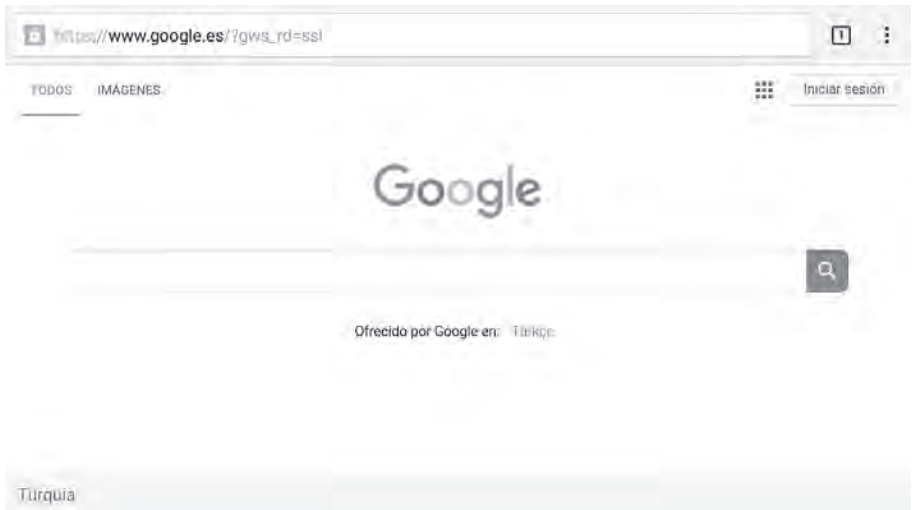 https://www.google.es/?gws_rd=ssl
1
TODOS IMÁGENES
Iniciar sesión
Google
Ofrecido por Google en: Türkçe
Turquía